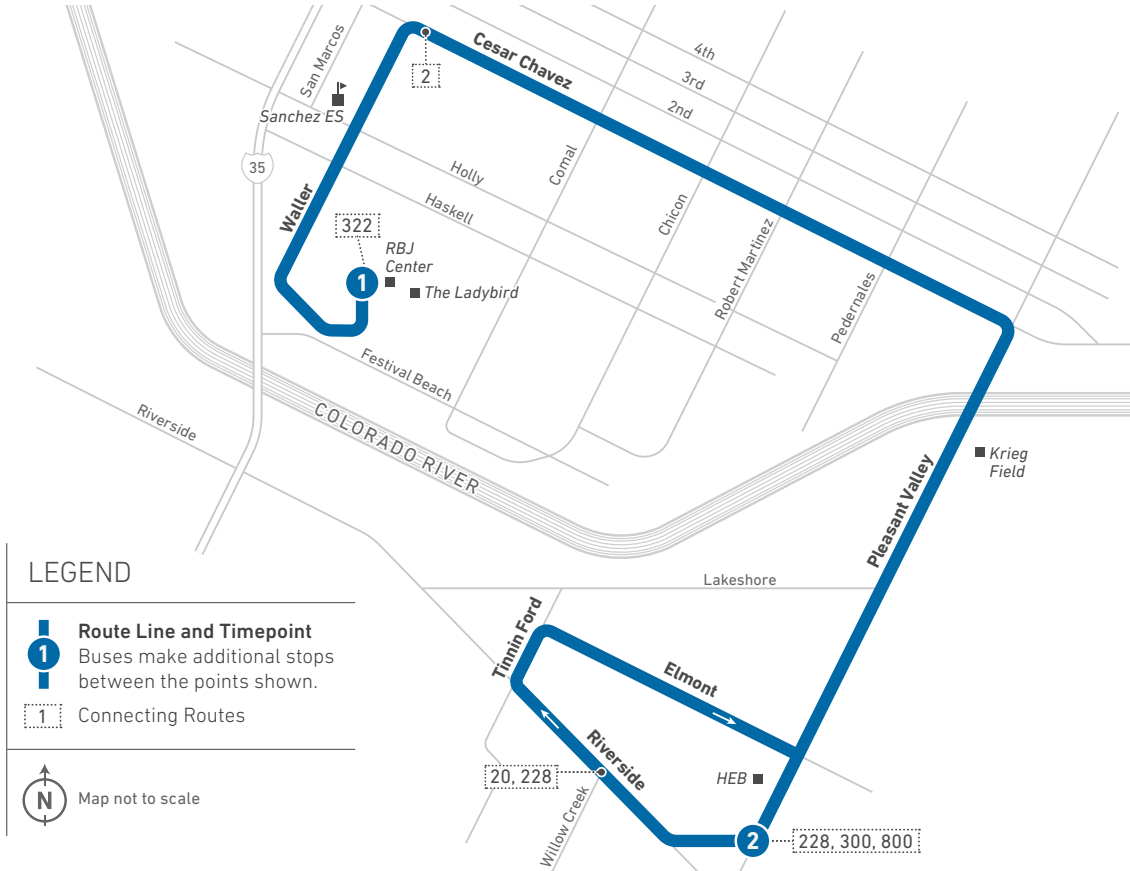 4th
San Marcos
Cesar Chavez
3rd
2
2nd
Sanchez ES
35
Holly
Comal
Waller
Haskell
Chicon
322
RBJ
Center
1
The Ladybird
Robert Martinez
Pedernales
Festival Beach
Riverside
COLORADO RIVER
Krieg
Field
Pleasant Valley
LEGEND
Lakeshore
Route Line and Timepoint
1
Buses make additional stops
between the points shown.
1
Connecting Routes
Tinnin Ford
Elmont
Riverside
20, 228
HEB
N
Map not to scale
Willow Creek
2
228, 300, 800